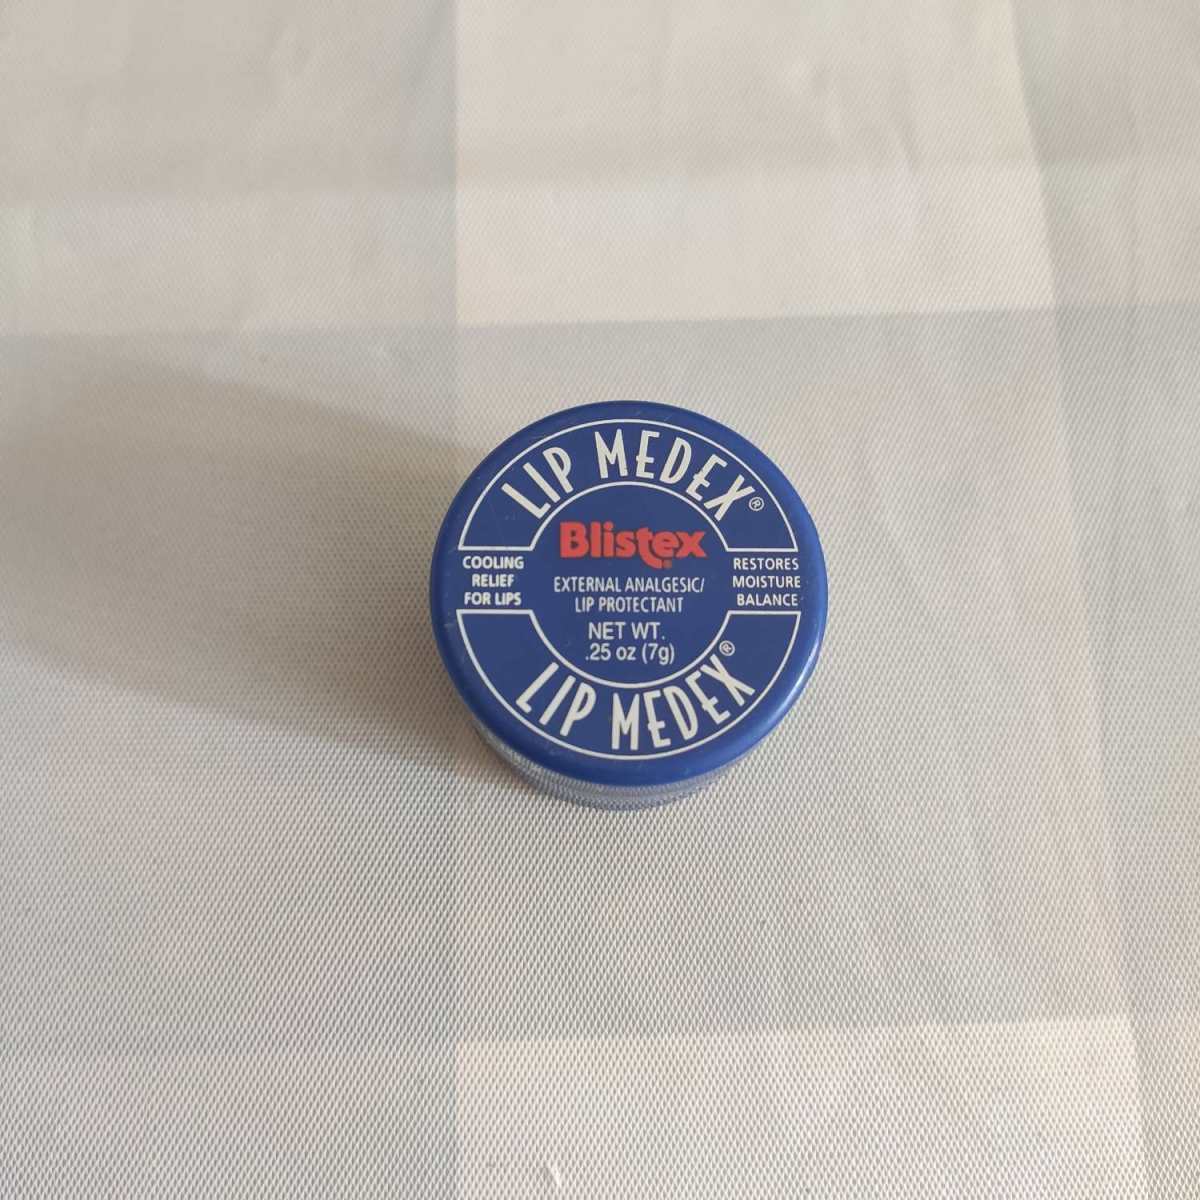 LIP MEDEX®
Blistex®
COOLING
RELIEF
FOR LIPS
EXTERNAL ANALGESIC/
LIP PROTECTANT
NET WT.
.25 oz (7g)
RESTORES
MOISTURE
BALANCE
LIP MEDEX®